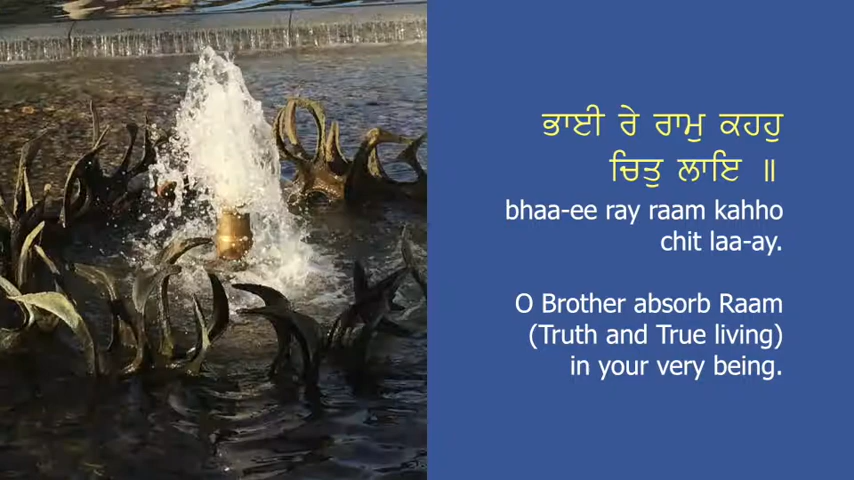 ਭਾਈ ਰੇ ਰਾਮੁ ਕਹਹੁ
ਚਿਤੁ ਲਾਇ ॥
bhaa-ee ray raam kahho
chit laa-ay.
O Brother absorb Raam
(Truth and True living)
in your very being.